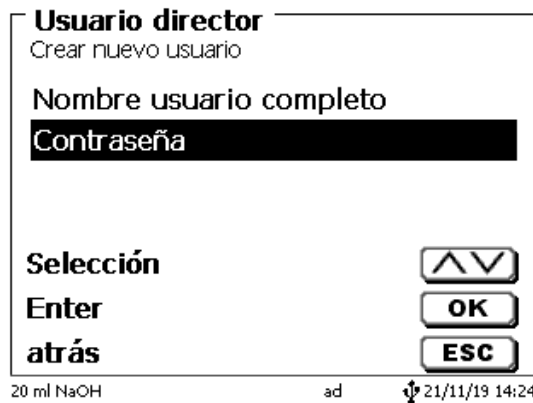 Usuario director
Crear nuevo usuario
Nombre usuario completo
Contraseña
Selección
Enter OK
atrás ESC
20 ml NaOH ad 21/11/19 14:24